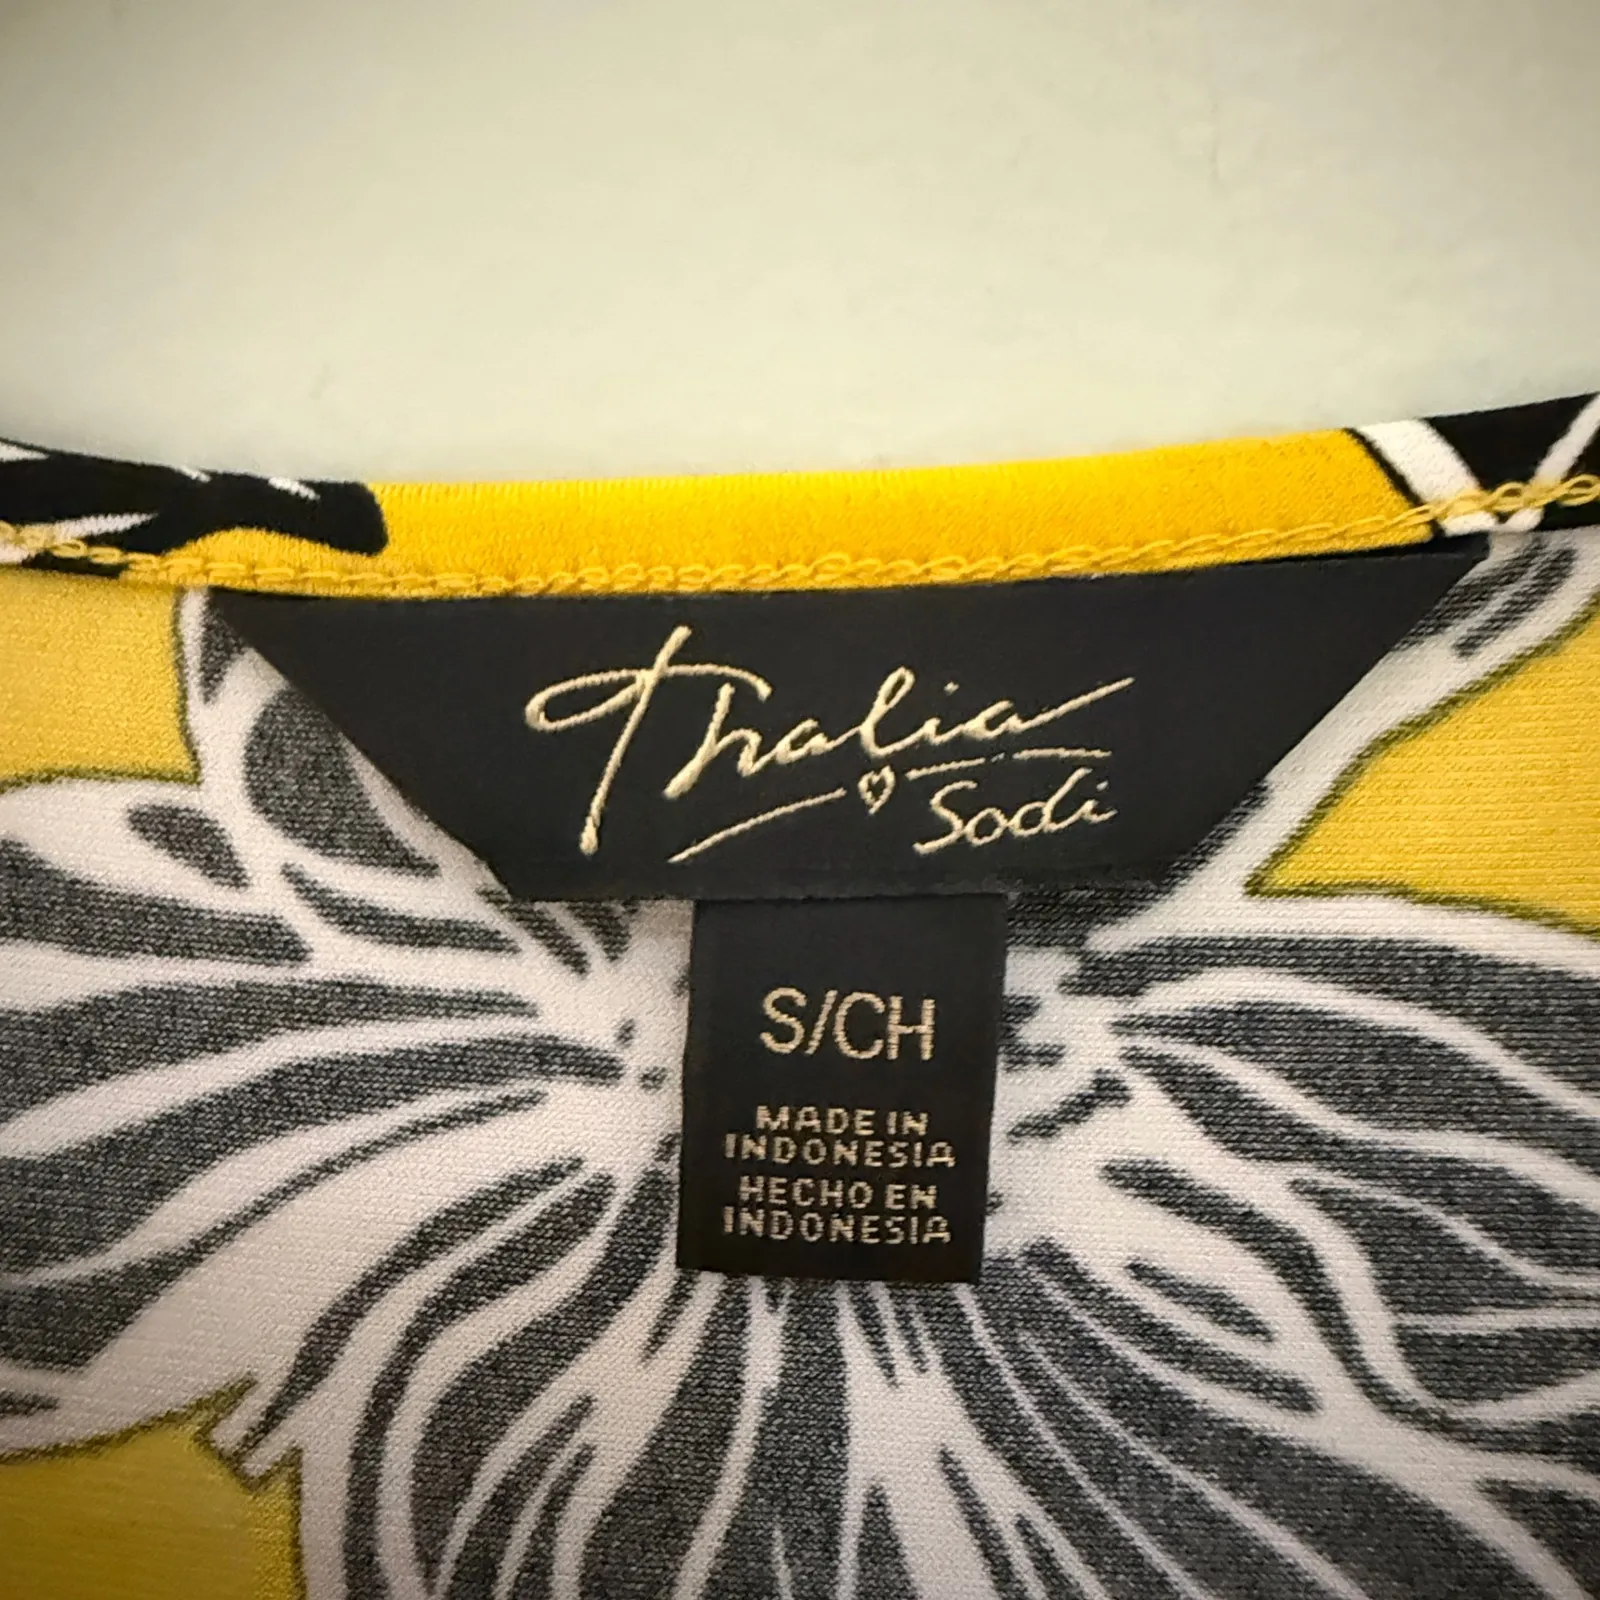 Thalia
Sodi
S/CH
MADE IN
INDONESIA
HECHO EN
INDONESIA